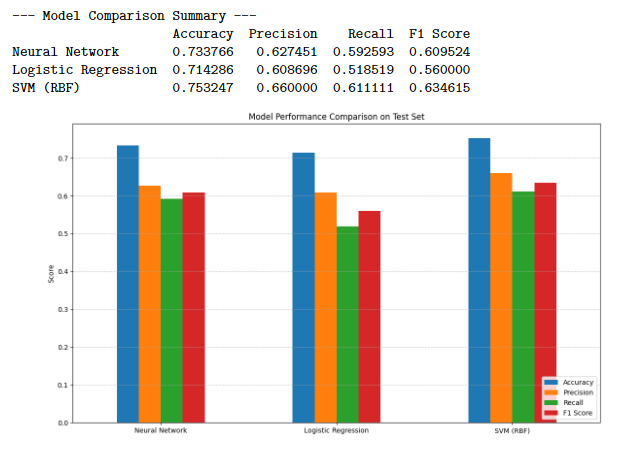 --- Model Comparison Summary ---
Accuracy Precision Recall F1 Score
Neural Network 0.733766 0.627451 0.592593 0.609524
Logistic Regression 0.714286 0.608696 0.518519 0.560000
SVM (RBF) 0.753247 0.660000 0.611111 0.634615
Model Performance Comparison on Test Set
0.7
0.6
0.5
0.4
0.3
0.2
0.1
0.0
Score
Neural Network Logistic Regression SVM (RBF)
Accuracy
Precision
Recall
F1 Score